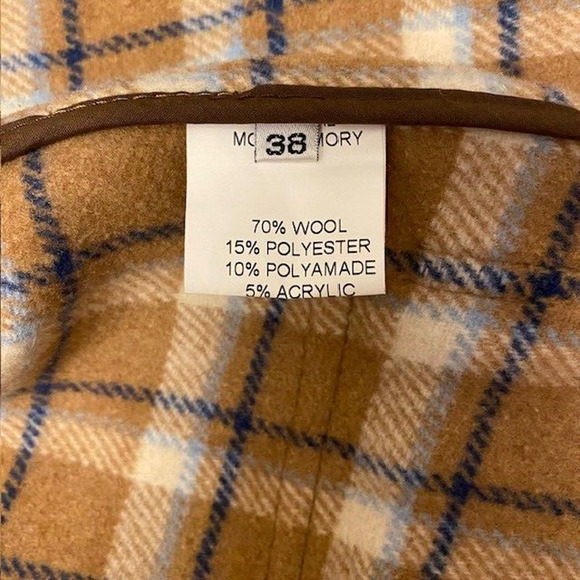 38
70% WOOL
15% POLYESTER
10% POLYAMADE
5% ACRYLIC